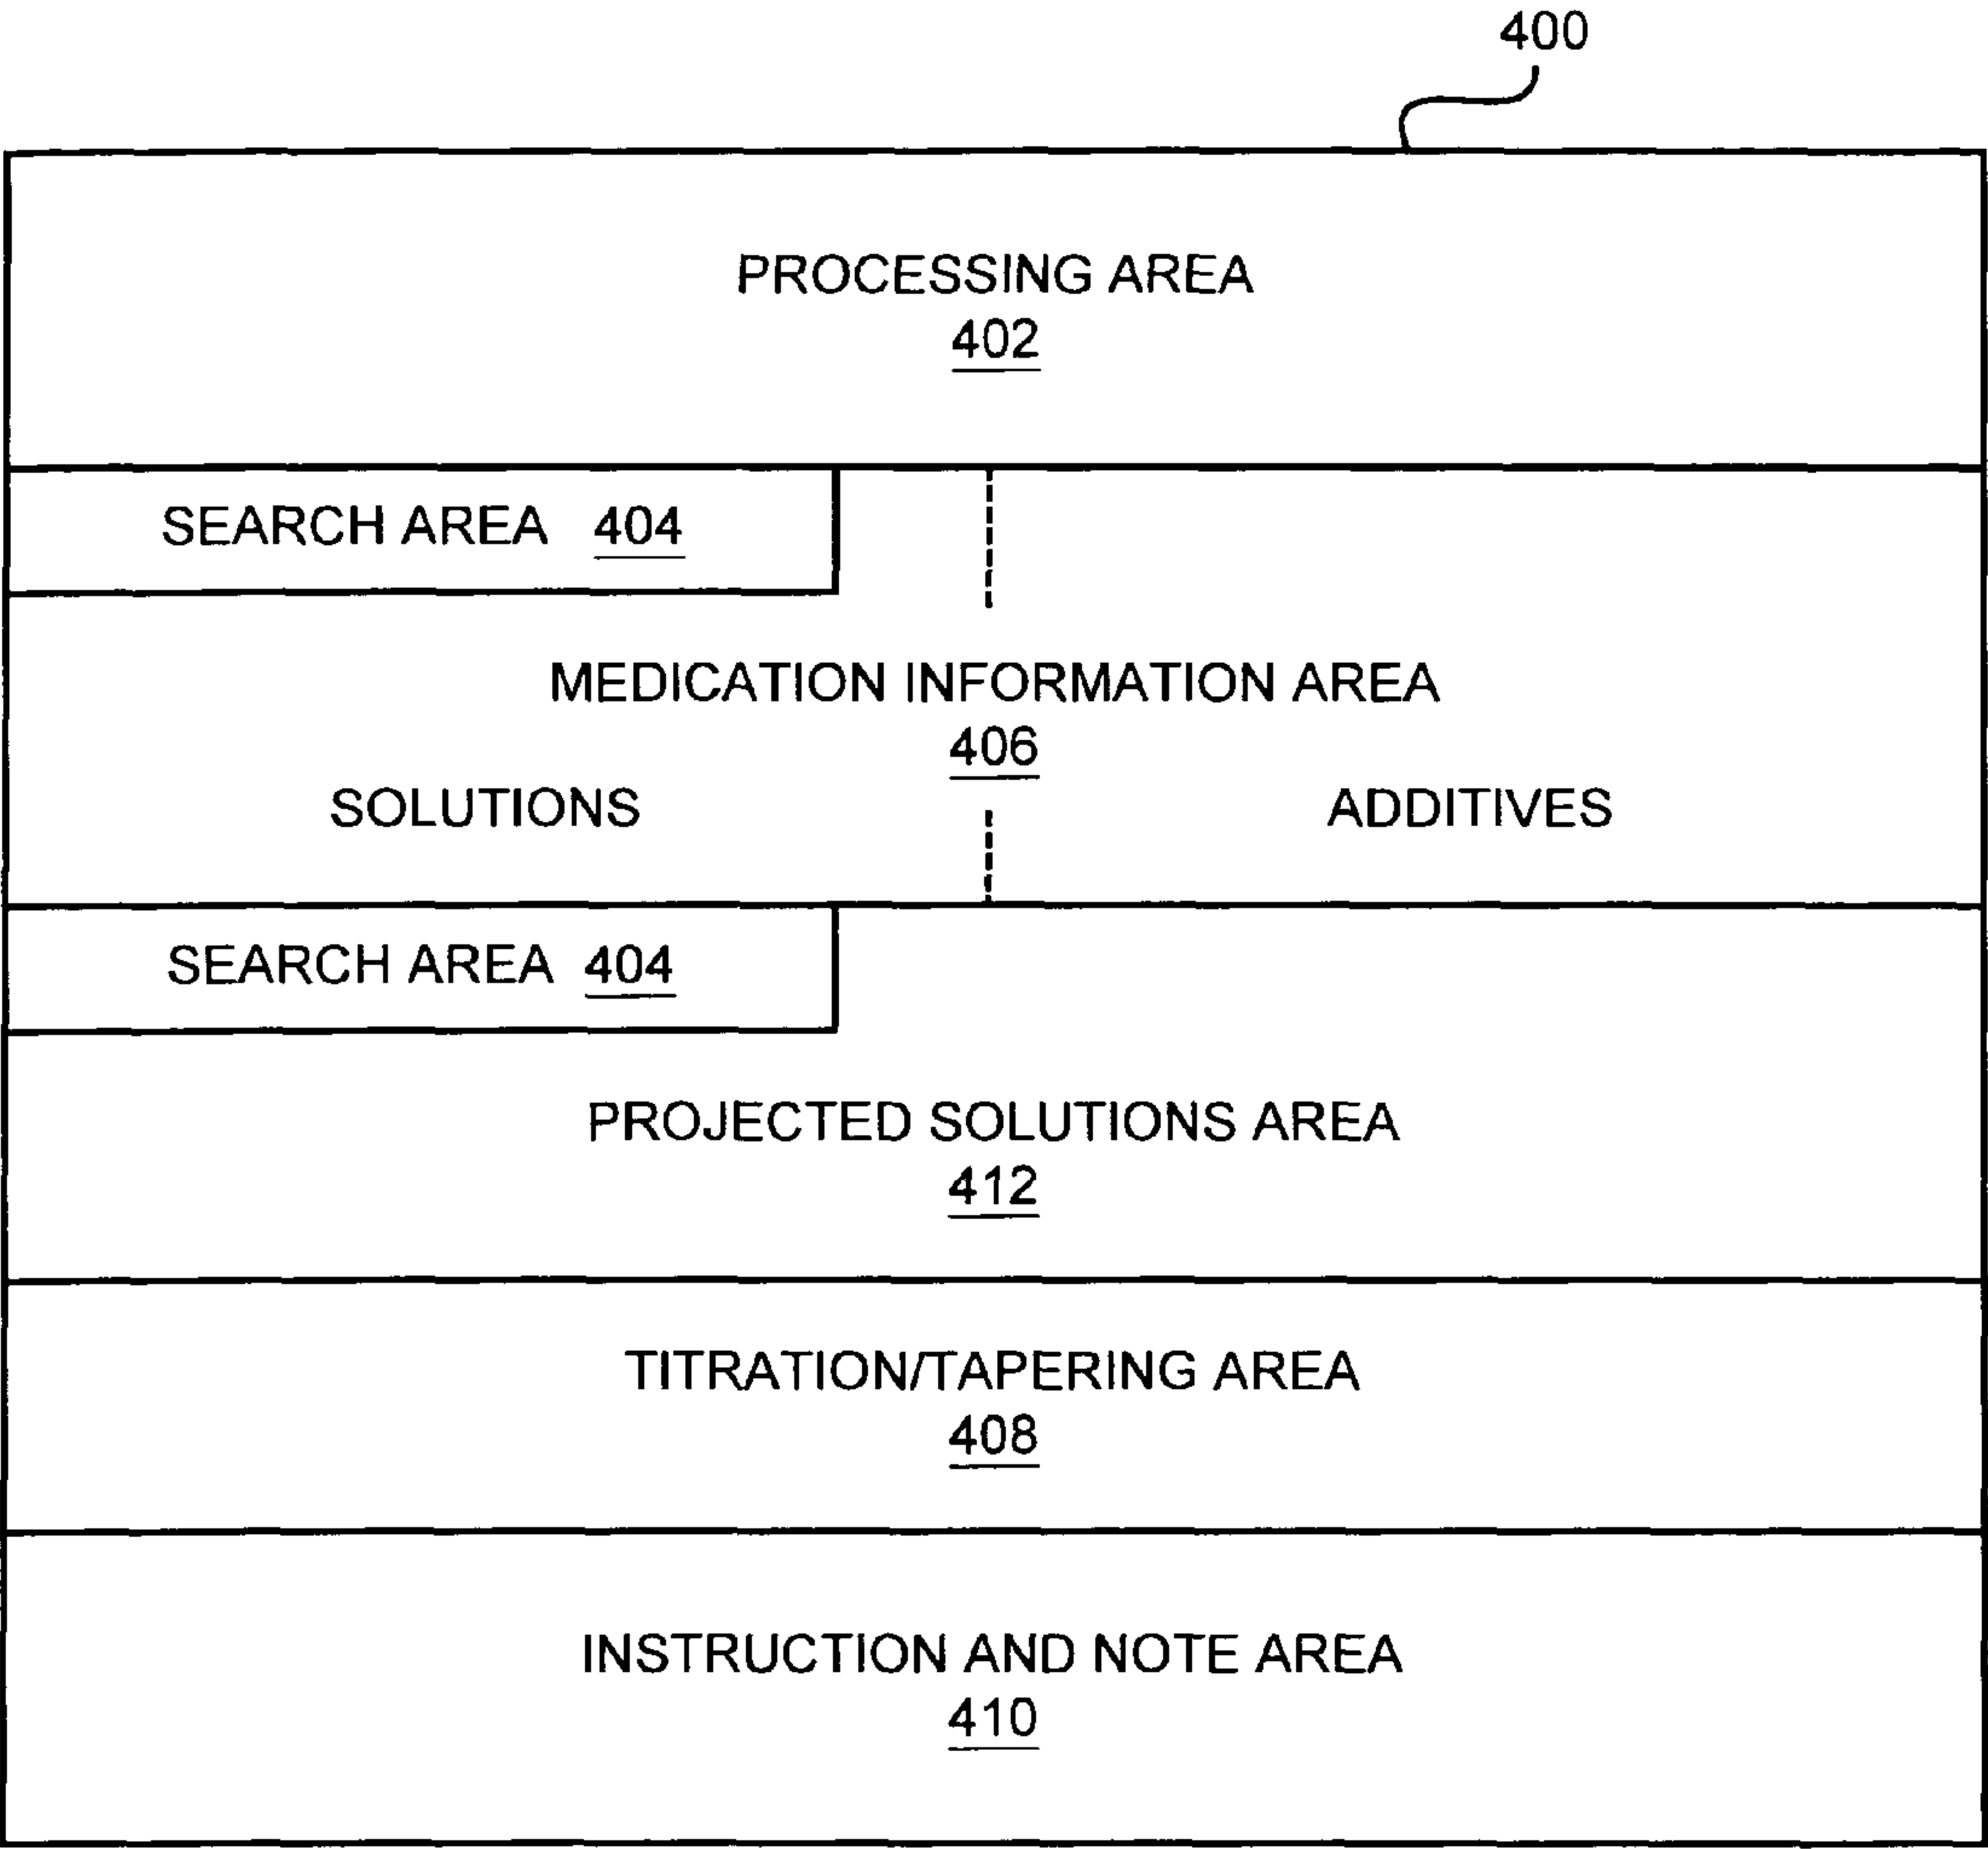 400
PROCESSING AREA
402
SEARCH AREA 404
MEDICATION INFORMATION AREA
406
SOLUTIONS ADDITIVES
SEARCH AREA 404
PROJECTED SOLUTIONS AREA
412
TITRATION/TAPERING AREA
408
INSTRUCTION AND NOTE AREA
410